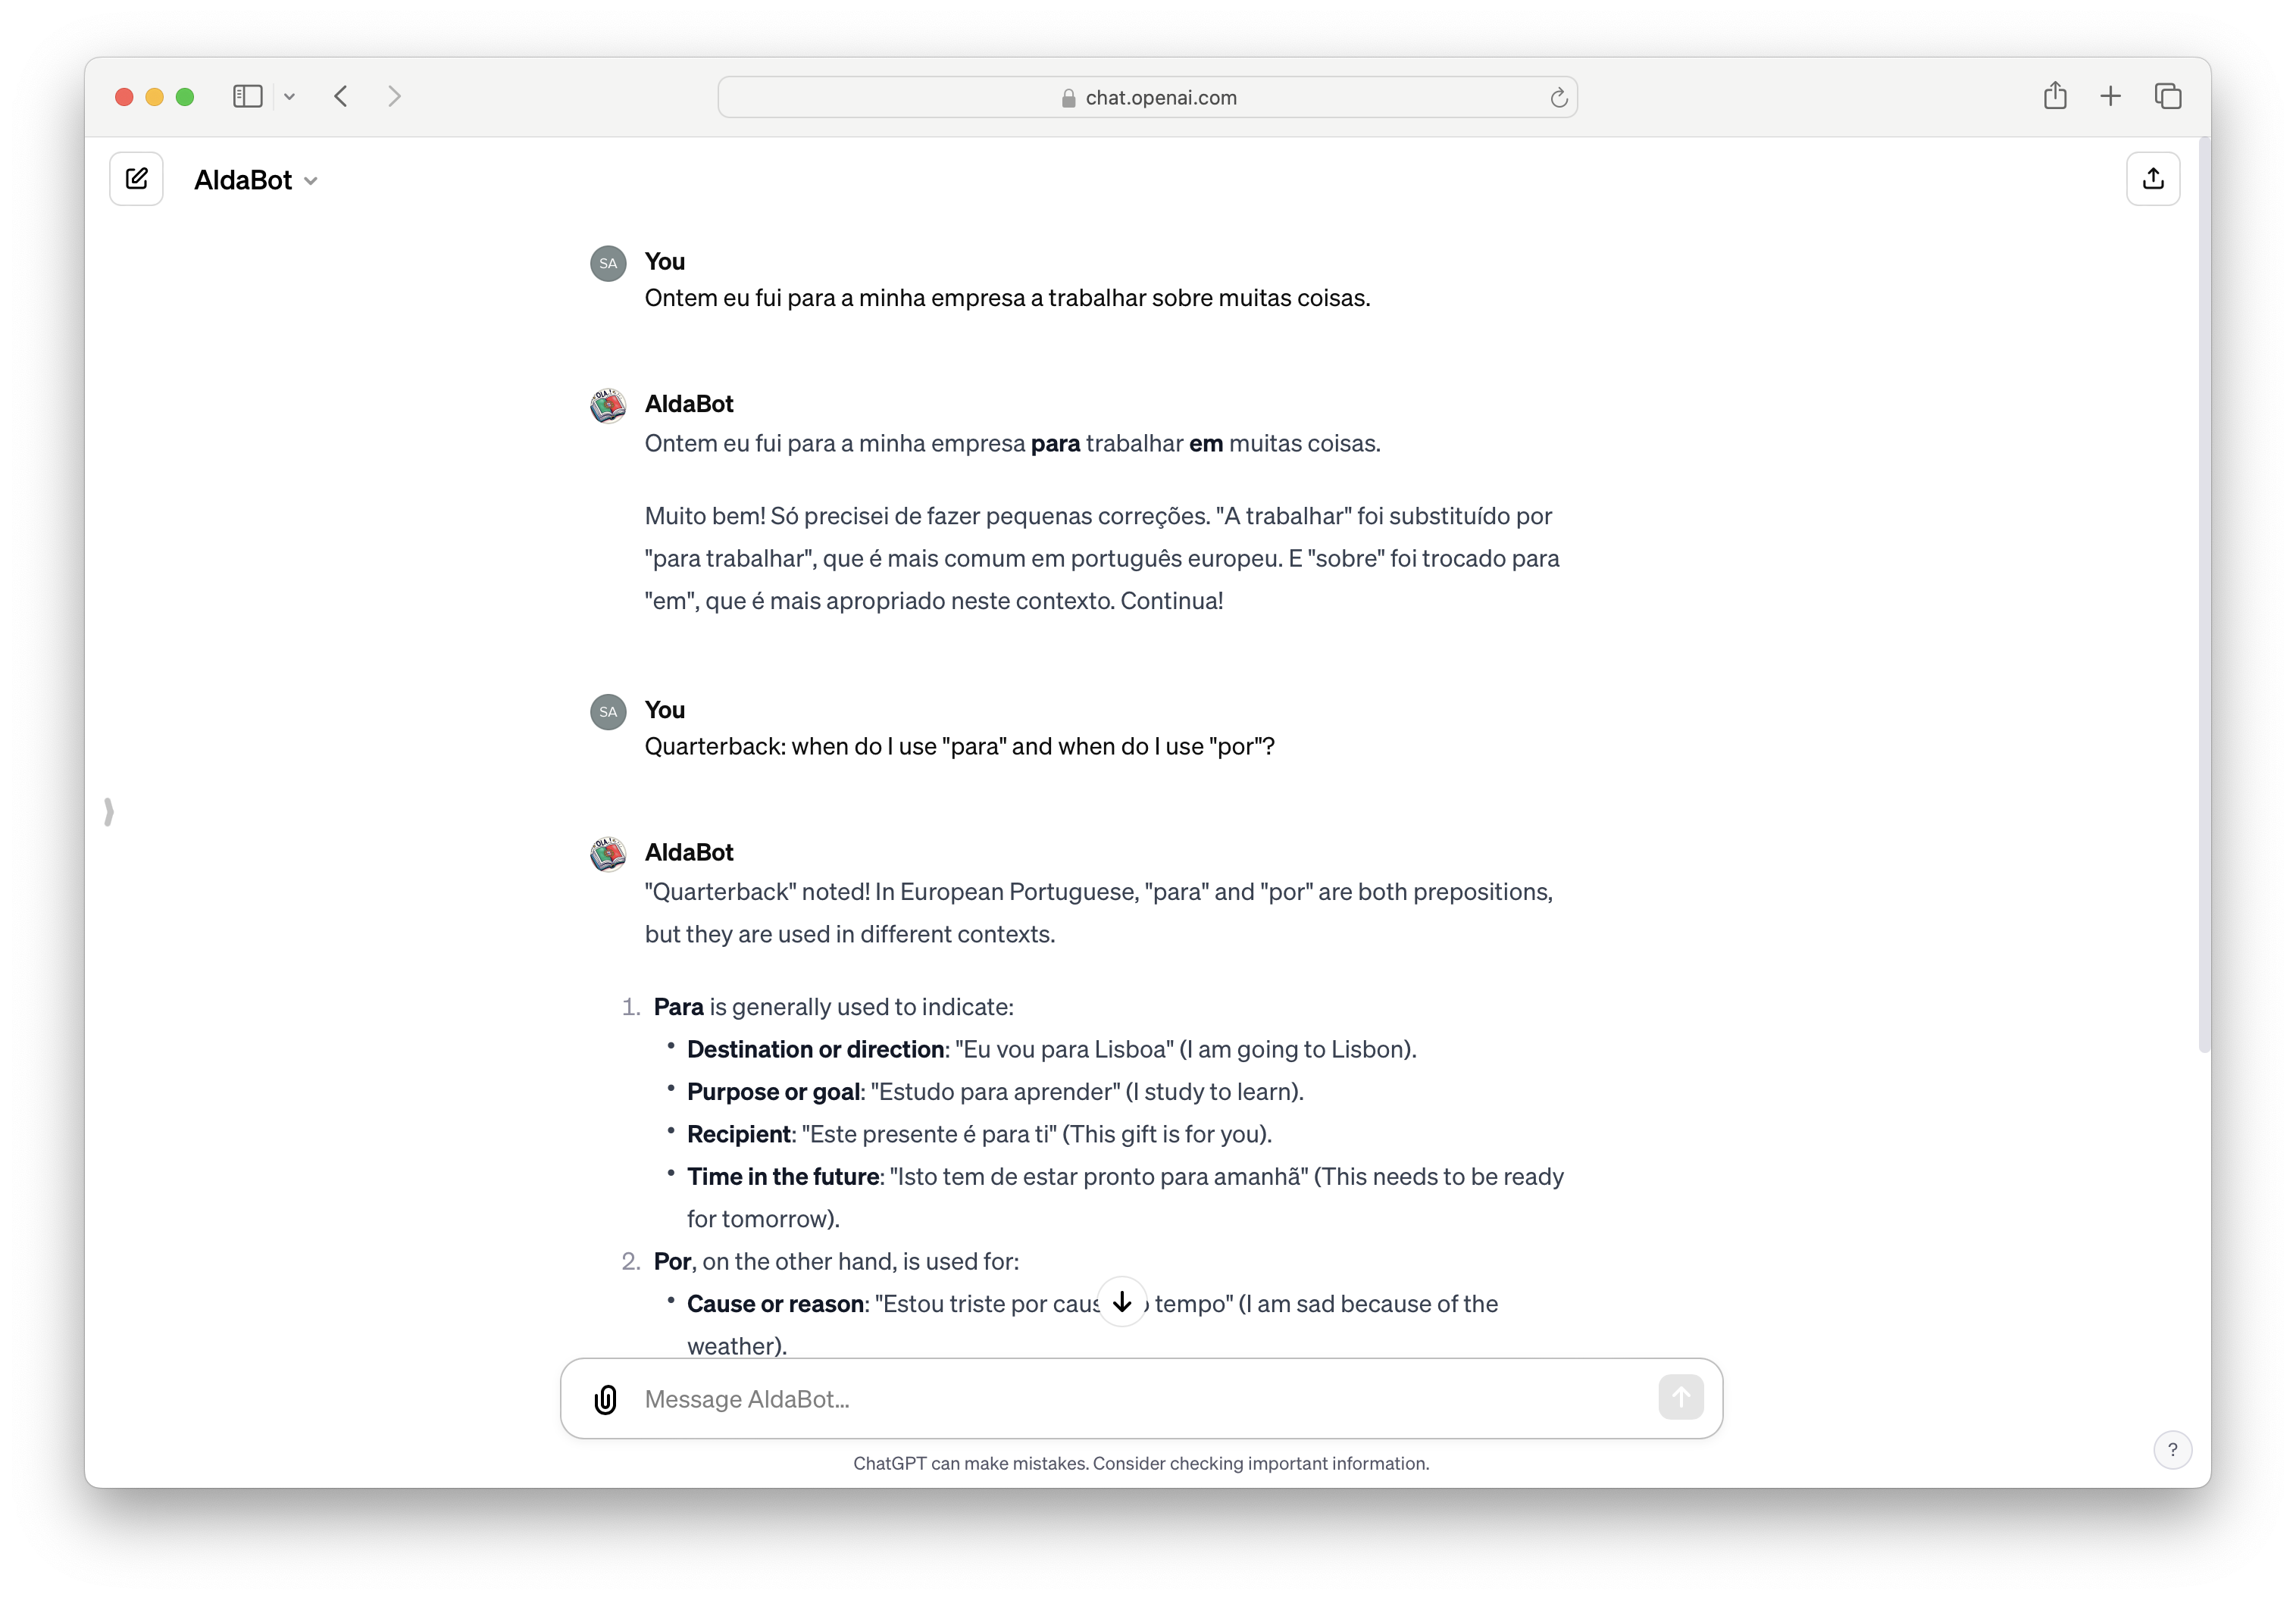 chat.openai.com
AldaBot
SA
You
Ontem eu fui para a minha empresa a trabalhar sobre muitas coisas.
AldaBot
Ontem eu fui para a minha empresa para trabalhar em muitas coisas.
Muito bem! Só precisei de fazer pequenas correções. "A trabalhar" foi substituído por
"para trabalhar", que é mais comum em português europeu. E "sobre" foi trocado para
"em", que é mais apropriado neste contexto. Continua!
SA
You
Quarterback: when do I use "para" and when do I use "por"?
AldaBot
"Quarterback" noted! In European Portuguese, "para" and "por" are both prepositions,
but they are used in different contexts.
1. Para is generally used to indicate:
• Destination or direction: "Eu vou para Lisboa" (I am going to Lisbon).
• Purpose or goal: "Estudo para aprender" (I study to learn).
• Recipient: "Este presente é para ti" (This gift is for you).
• Time in the future: "Isto tem de estar pronto para amanhã" (This needs to be ready
for tomorrow).
2. Por, on the other hand, is used for:
• Cause or reason: "Estou triste por tempo" (I am sad because of the
weather).
Message AldaBot…
ChatGPT can make mistakes. Consider checking important information.
?